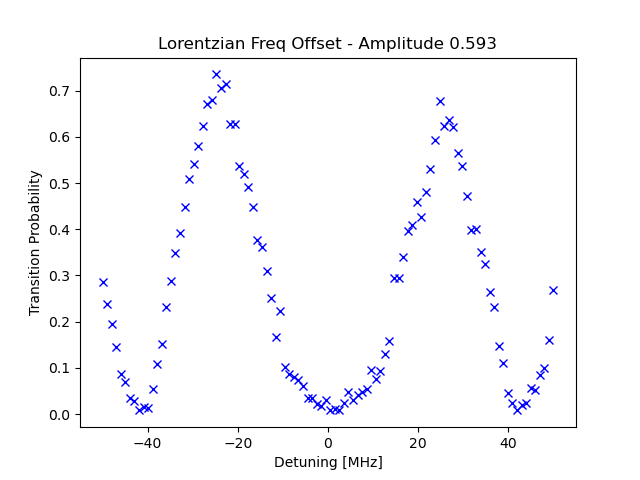 Lorentzian Freq Offset - Amplitude 0.593
Transition Probability
0.7
0.6
0.5
0.4
0.3
0.2
0.1
0.0
−40 −20 0 20 40
Detuning [MHz]